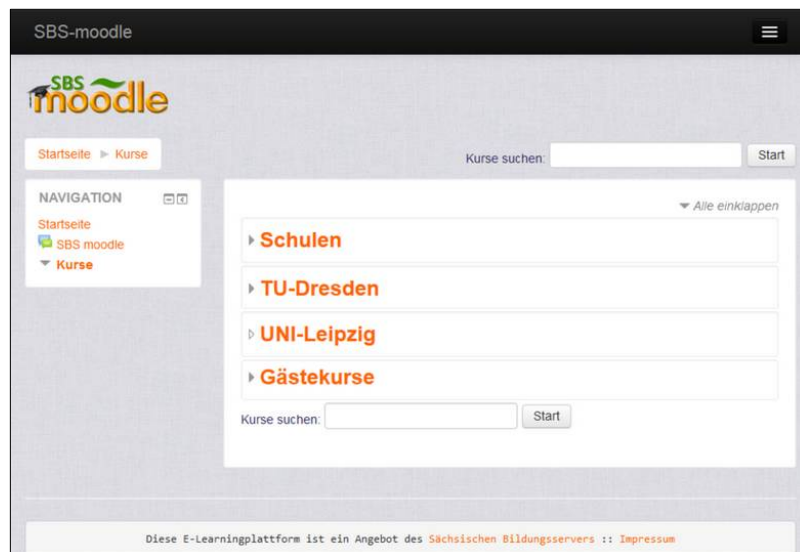 SBS-moodle
SBS
moodle
Startseite ▶ Kurse
Kurse suchen: Start
NAVIGATION
Startseite
SBS moodle
Kurse
Alle einklappen
Schulen
TU-Dresden
UNI-Leipzig
Gästekurse
Kurse suchen: Start
Diese E-Learningplattform ist ein Angebot des Sächsischen Bildungsservers :: Impressum